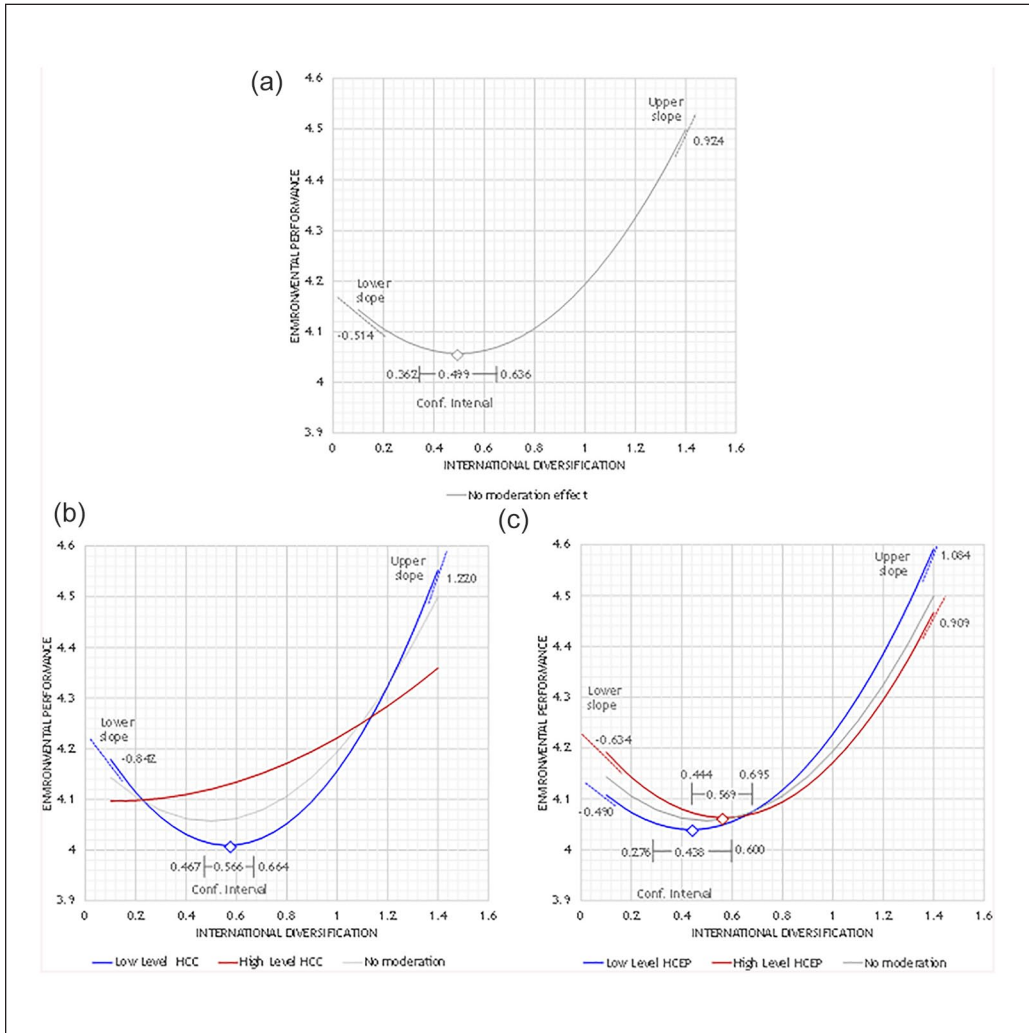 (a)
4.6
4.5
4.4
4.3
4.2
4.1
4
3.9
ENVIRONMENTAL PERFORMANCE
Upper
slope
0.924
Lower
slope
-0.514
0.362 0.499 0.636
Conf. Interval
0 0.2 0.4 0.6 0.8 1 1.2 1.4 1.6
INTERNATIONAL DIVERSIFICATION
No moderation effect
(b)
4.6
4.5
4.4
4.3
4.2
4.1
4
3.9
ENVIRONMENTAL PERFORMANCE
Upper
slope
1.220
Lower
slope
-0.842
0.467 0.566 0.664
Conf. Interval
0 0.2 0.4 0.6 0.8 1 1.2 1.4 1.6
INTERNATIONAL DIVERSIFICATION
Low Level HCC High Level HCC No moderation
(c)
4.6
4.5
4.4
4.3
4.2
4.1
4
3.9
ENVIRONMENTAL PERFORMANCE
Upper
slope
1.084
0.909
Lower
slope
-0.634
0.444 0.695
0.569
-0.490
0.276 0.438 0.600
Conf. Interval
0 0.2 0.4 0.6 0.8 1 1.2 1.4 1.6
INTERNATIONAL DIVERSIFICATION
Low Level HCEP High Level HCEP No moderation